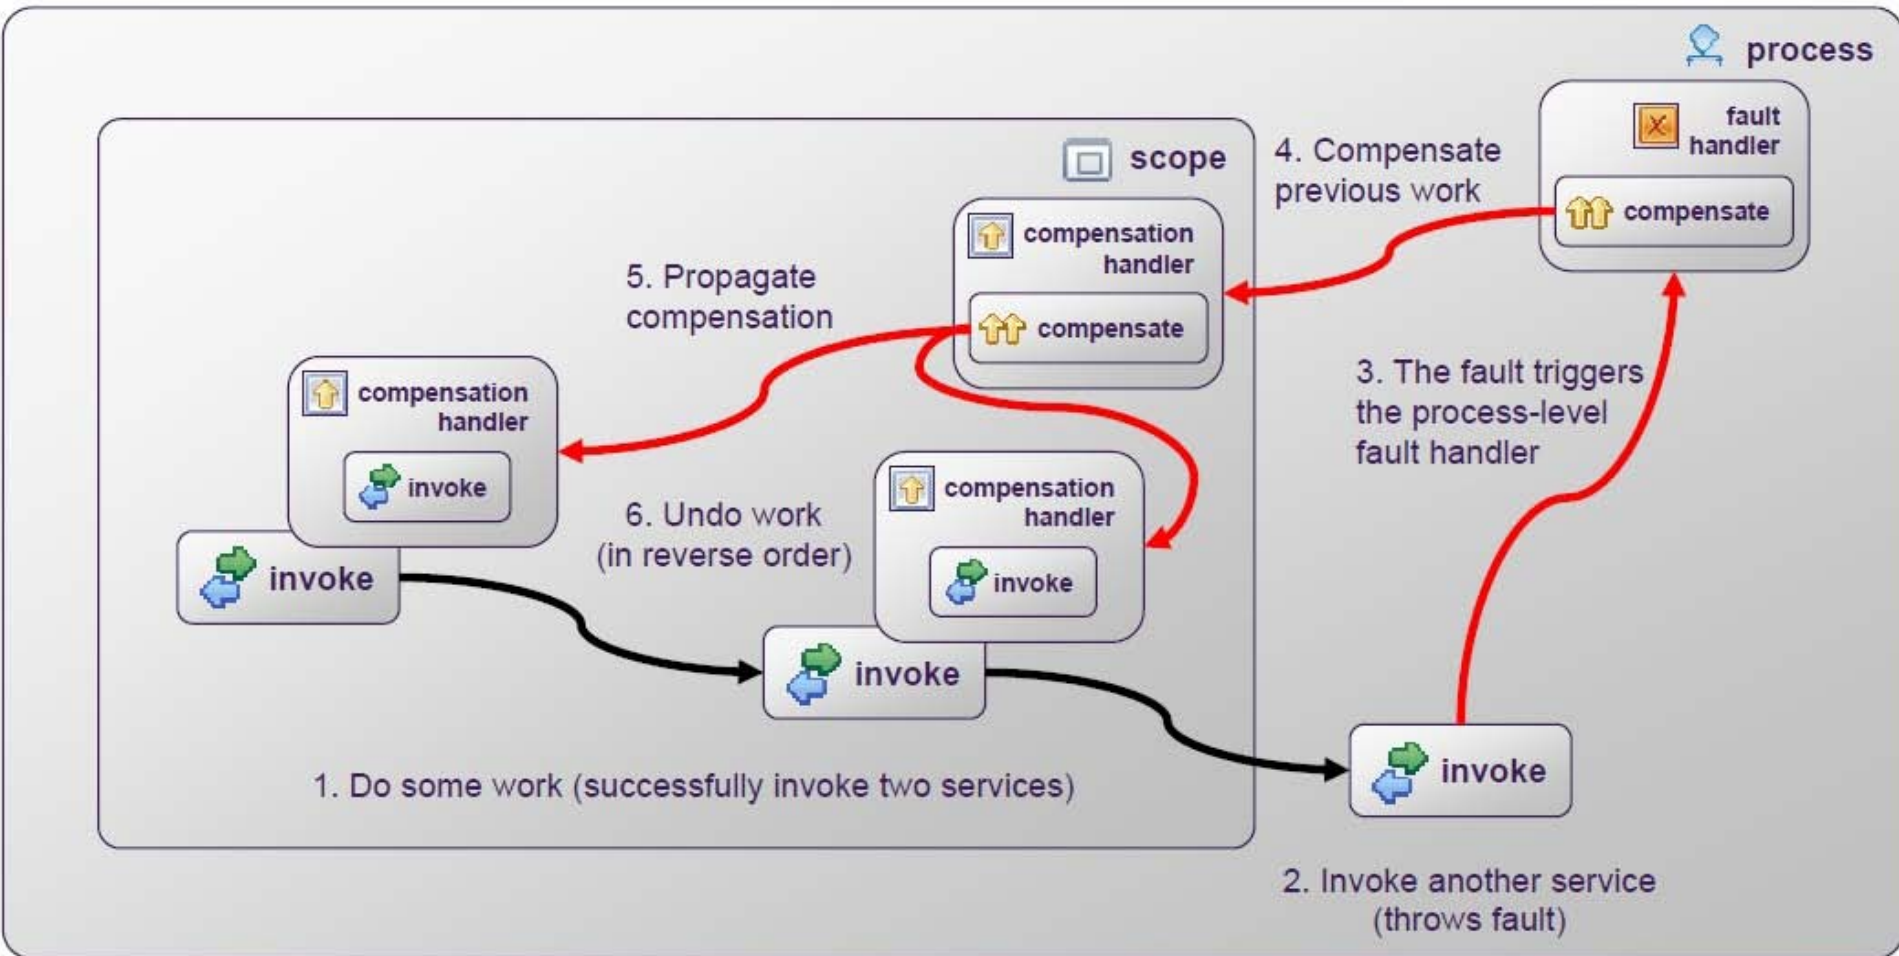 process
fault
handler
compensate
scope
4. Compensate
previous work
compensation
handler
compensate
5. Propagate
compensation
3. The fault triggers
the process-level
fault handler
compensation
handler
invoke
6. Undo work
(in reverse order)
compensation
handler
invoke
invoke
invoke
invoke
1. Do some work (successfully invoke two services)
2. Invoke another service
(throws fault)